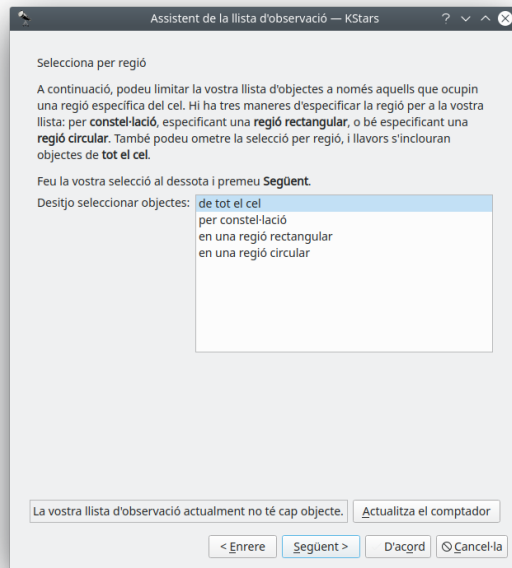 Assistent de la llista d'observació — KStars
Selecciona per regió
A continuació, podeu limitar la vostra llista d'objectes a només aquells que ocupin
una regió específica del cel. Hi ha tres maneres d'especificar la regió per a la vostra
llista: per constel·lació, especificant una regió rectangular, o bé especificant una
regió circular. També podeu ometre la selecció per regió, i llavors s'inclouran
objectes de tot el cel.
Feu la vostra selecció al dessota i premeu Següent.
Desitjo seleccionar objectes:
de tot el cel
per constel·lació
en una regió rectangular
en una regió circular
La vostra llista d'observació actualment no té cap objecte.
Actualitza el comptador
< Enrere
Següent >
D'acord
Cancel·la